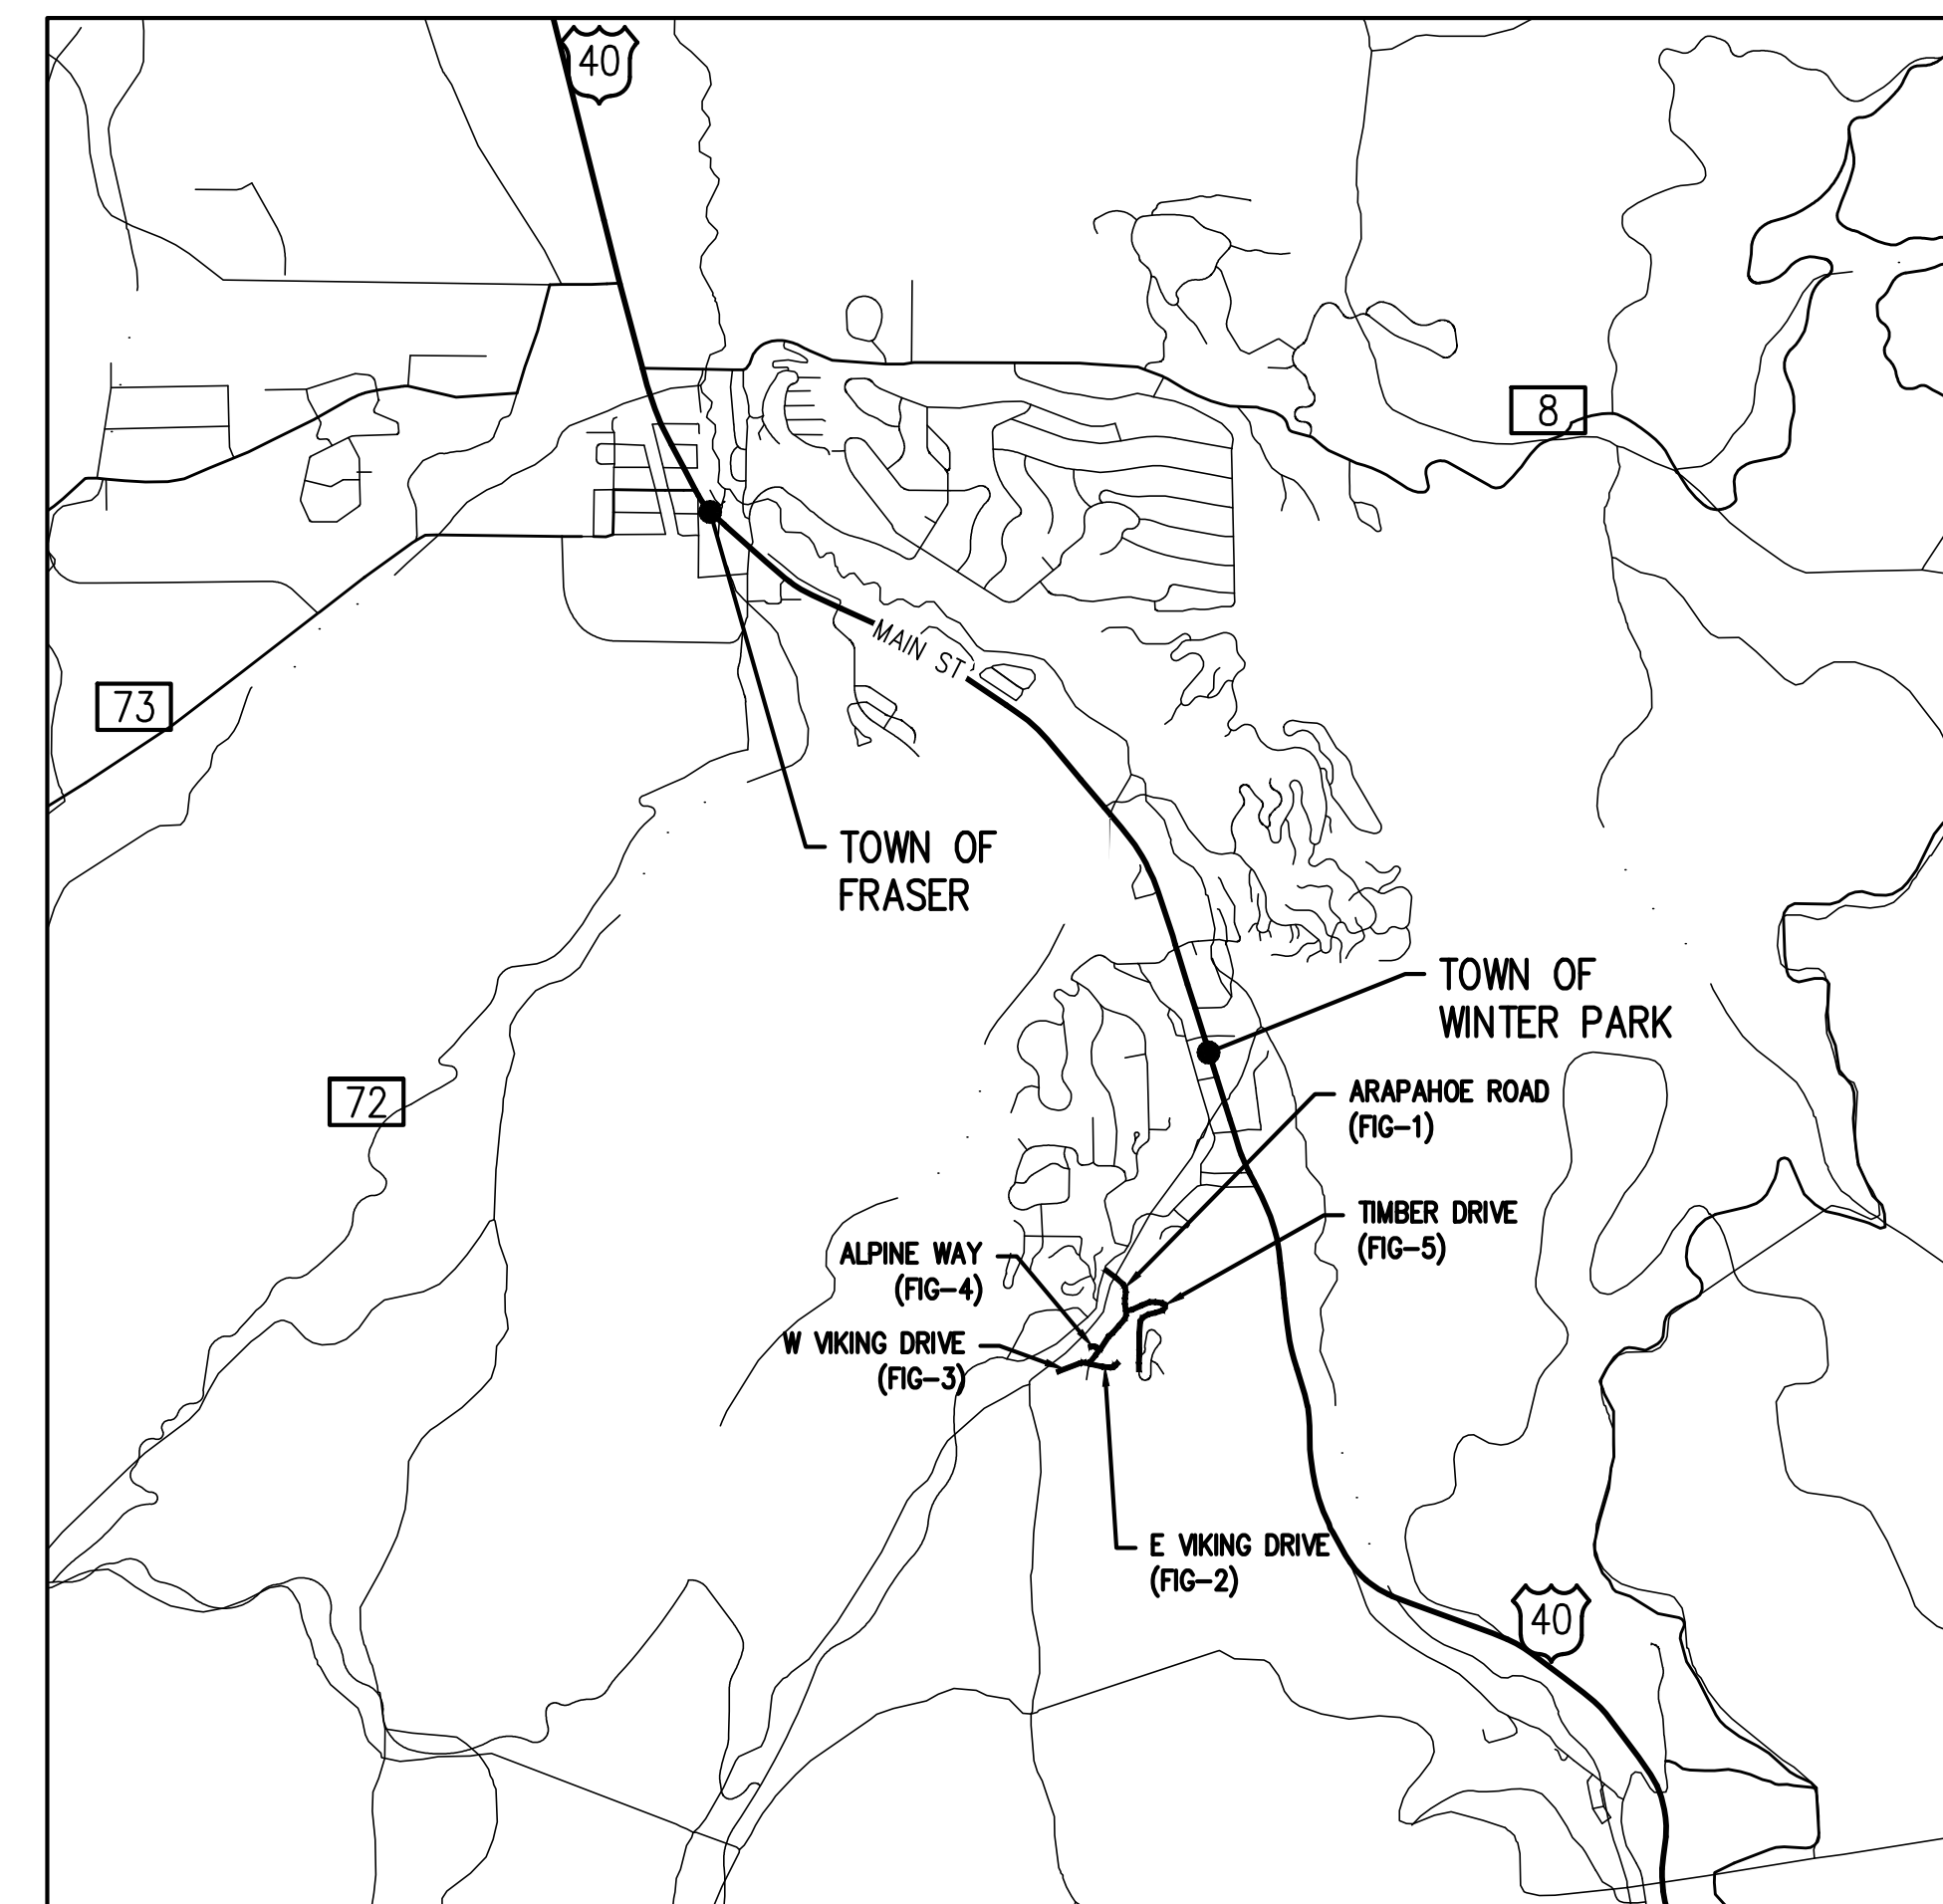 40
8
MAIN ST
73
TOWN OF
FRASER
TOWN OF
WINTER PARK
72
ARAPAHOE ROAD
(FIG-1)
TIMBER DRIVE
(FIG-5)
ALPINE WAY
(FIG-4)
W VIKING DRIVE
(FIG-3)
E VIKING DRIVE
(FIG-2)
40